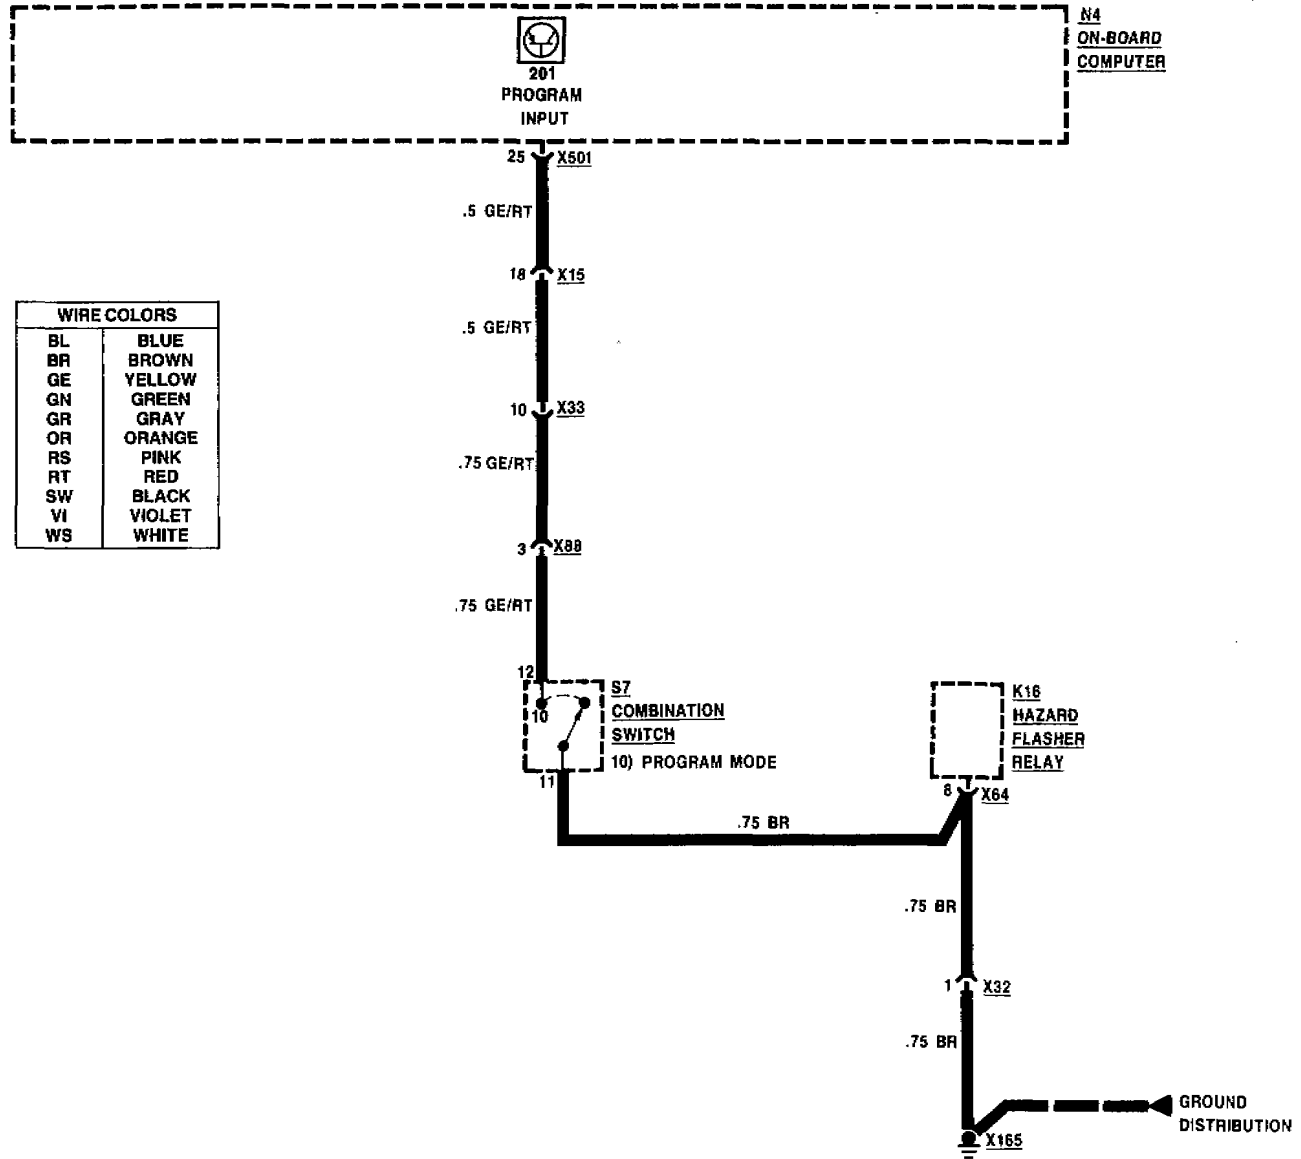 N4
ON-BOARD
COMPUTER
201
PROGRAM
INPUT
25 X501
.5 GE/RT
18 X15
.5 GE/RT
10 X33
.75 GE/RT
3 X88
.75 GE/RT
WIRE COLORS
BL BLUE
BR BROWN
GE YELLOW
GN GREEN
GR GRAY
OR ORANGE
RS PINK
RT RED
SW BLACK
VI VIOLET
WS WHITE
12
10
11
S7
COMBINATION
SWITCH
10) PROGRAM MODE
K16
HAZARD
FLASHER
RELAY
8 X64
.75 BR
.75 BR
1 X32
.75 BR
GROUND
DISTRIBUTION
X165